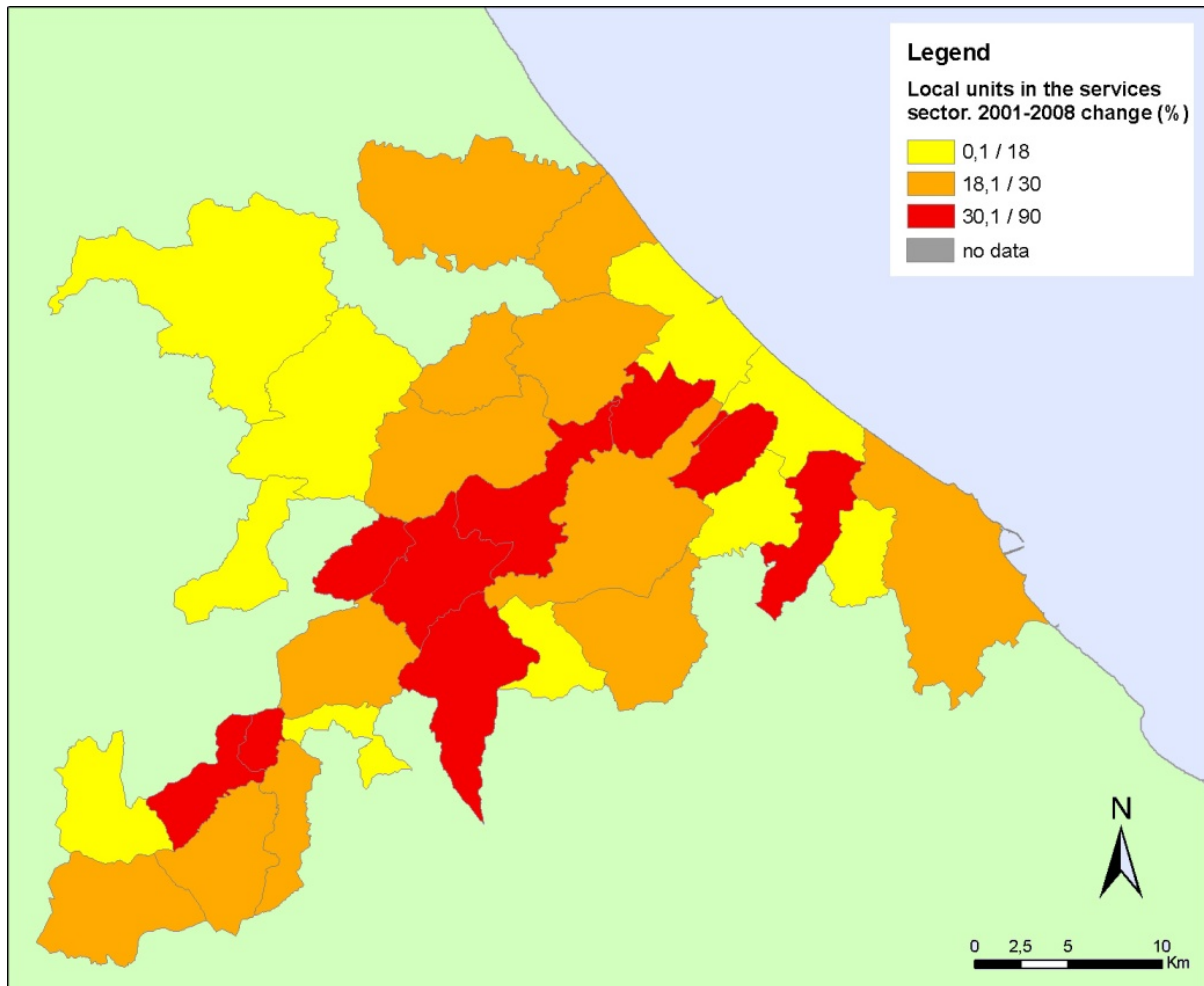 Legend
Local units in the services
sector. 2001-2008 change (%)
0,1 / 18
18,1 / 30
30,1 / 90
no data
N
0 2,5 5 10
Km